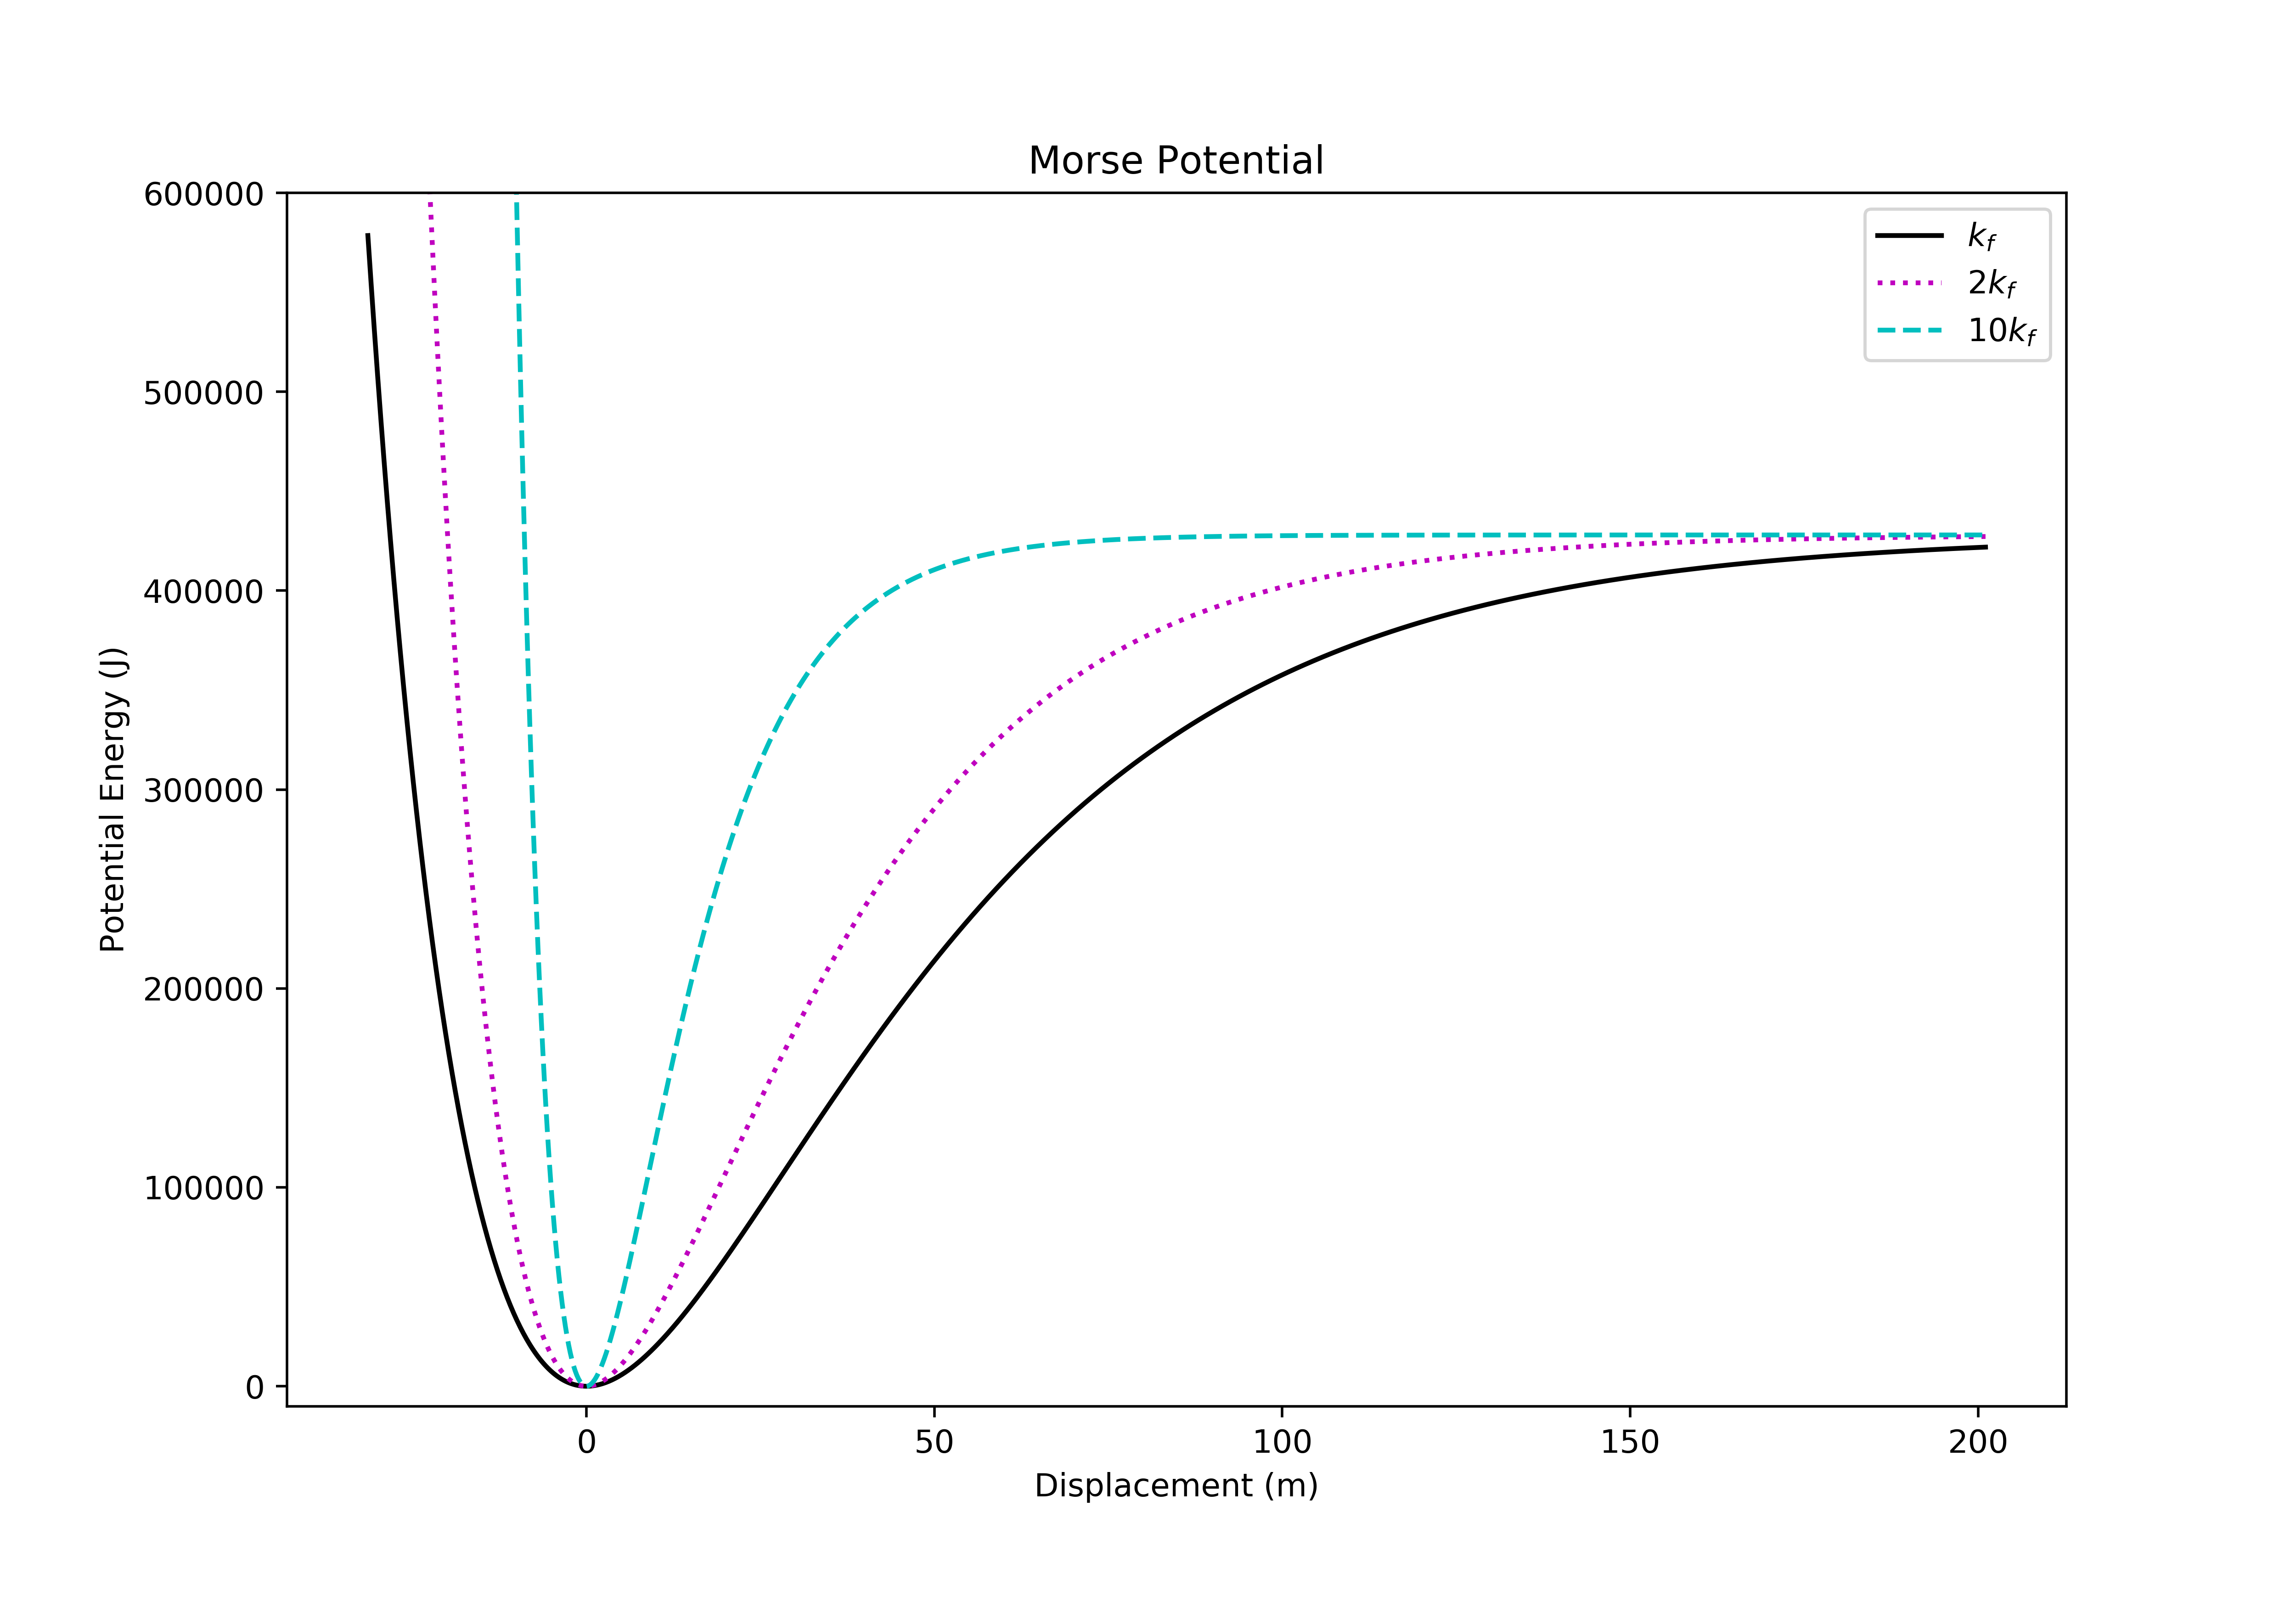 Morse Potential
600000
500000
400000
300000
200000
100000
0
Potential Energy (J)
k_f
2k_f
10k_f
0 50 100 150 200
Displacement (m)